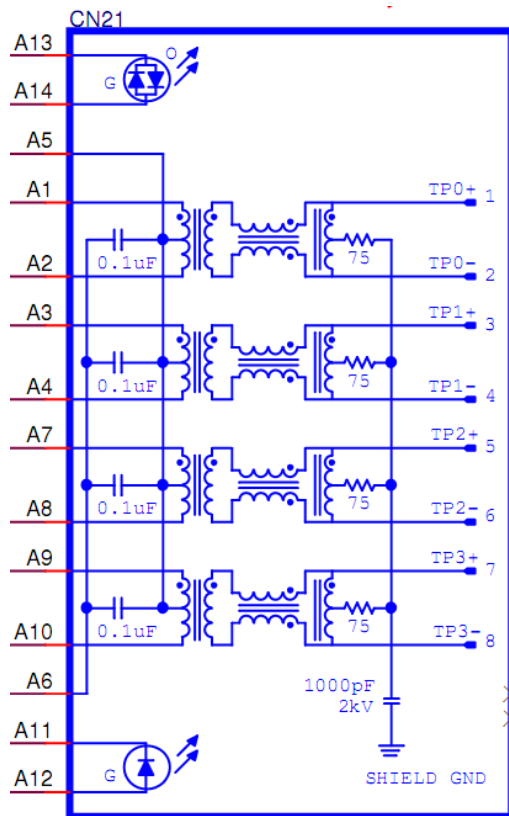 CN21
A13
O
G
A14
A5
A1
TP0+ 1
0.1uF
75
A2
TP0- 2
A3
TP1+ 3
0.1uF
75
A4
TP1- 4
A7
TP2+ 5
0.1uF
75
A8
TP2- 6
A9
TP3+ 7
0.1uF
75
A10
TP3- 8
A6
1000pF
2kV
A11
G
A12
SHIELD GND